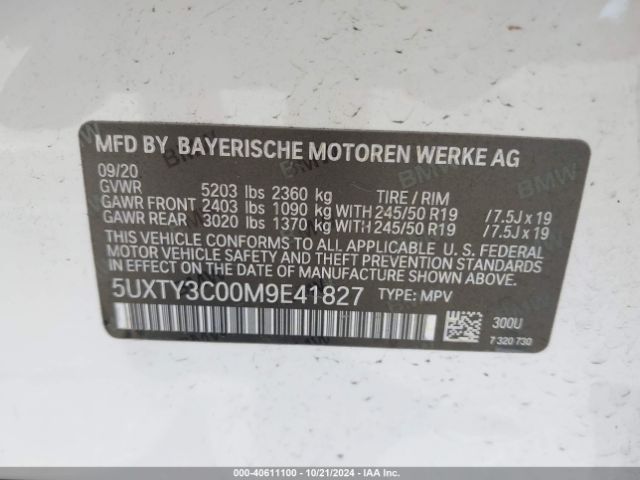 MFD BY BAYERISCHE MOTOREN WERKE AG
09/20
GVWR 5203 lbs 2360 kg TIRE / RIM
GAWR FRONT 2403 lbs 1090 kg WITH 245/50 R19 / 7.5J x 19
GAWR REAR 3020 lbs 1370 kg WITH 245/50 R19 / 7.5J x 19
THIS VEHICLE CONFORMS TO ALL APPLICABLE U. S. FEDERAL
MOTOR VEHICLE SAFETY AND THEFT PREVENTION STANDARDS
IN EFFECT ON THE DATE OF MANUFACTURE SHOWN ABOVE.
5UXTY3C00M9E41827 TYPE: MPV
300U
7 320 730
000-40611100 - 10/21/2024 - IAA Inc.